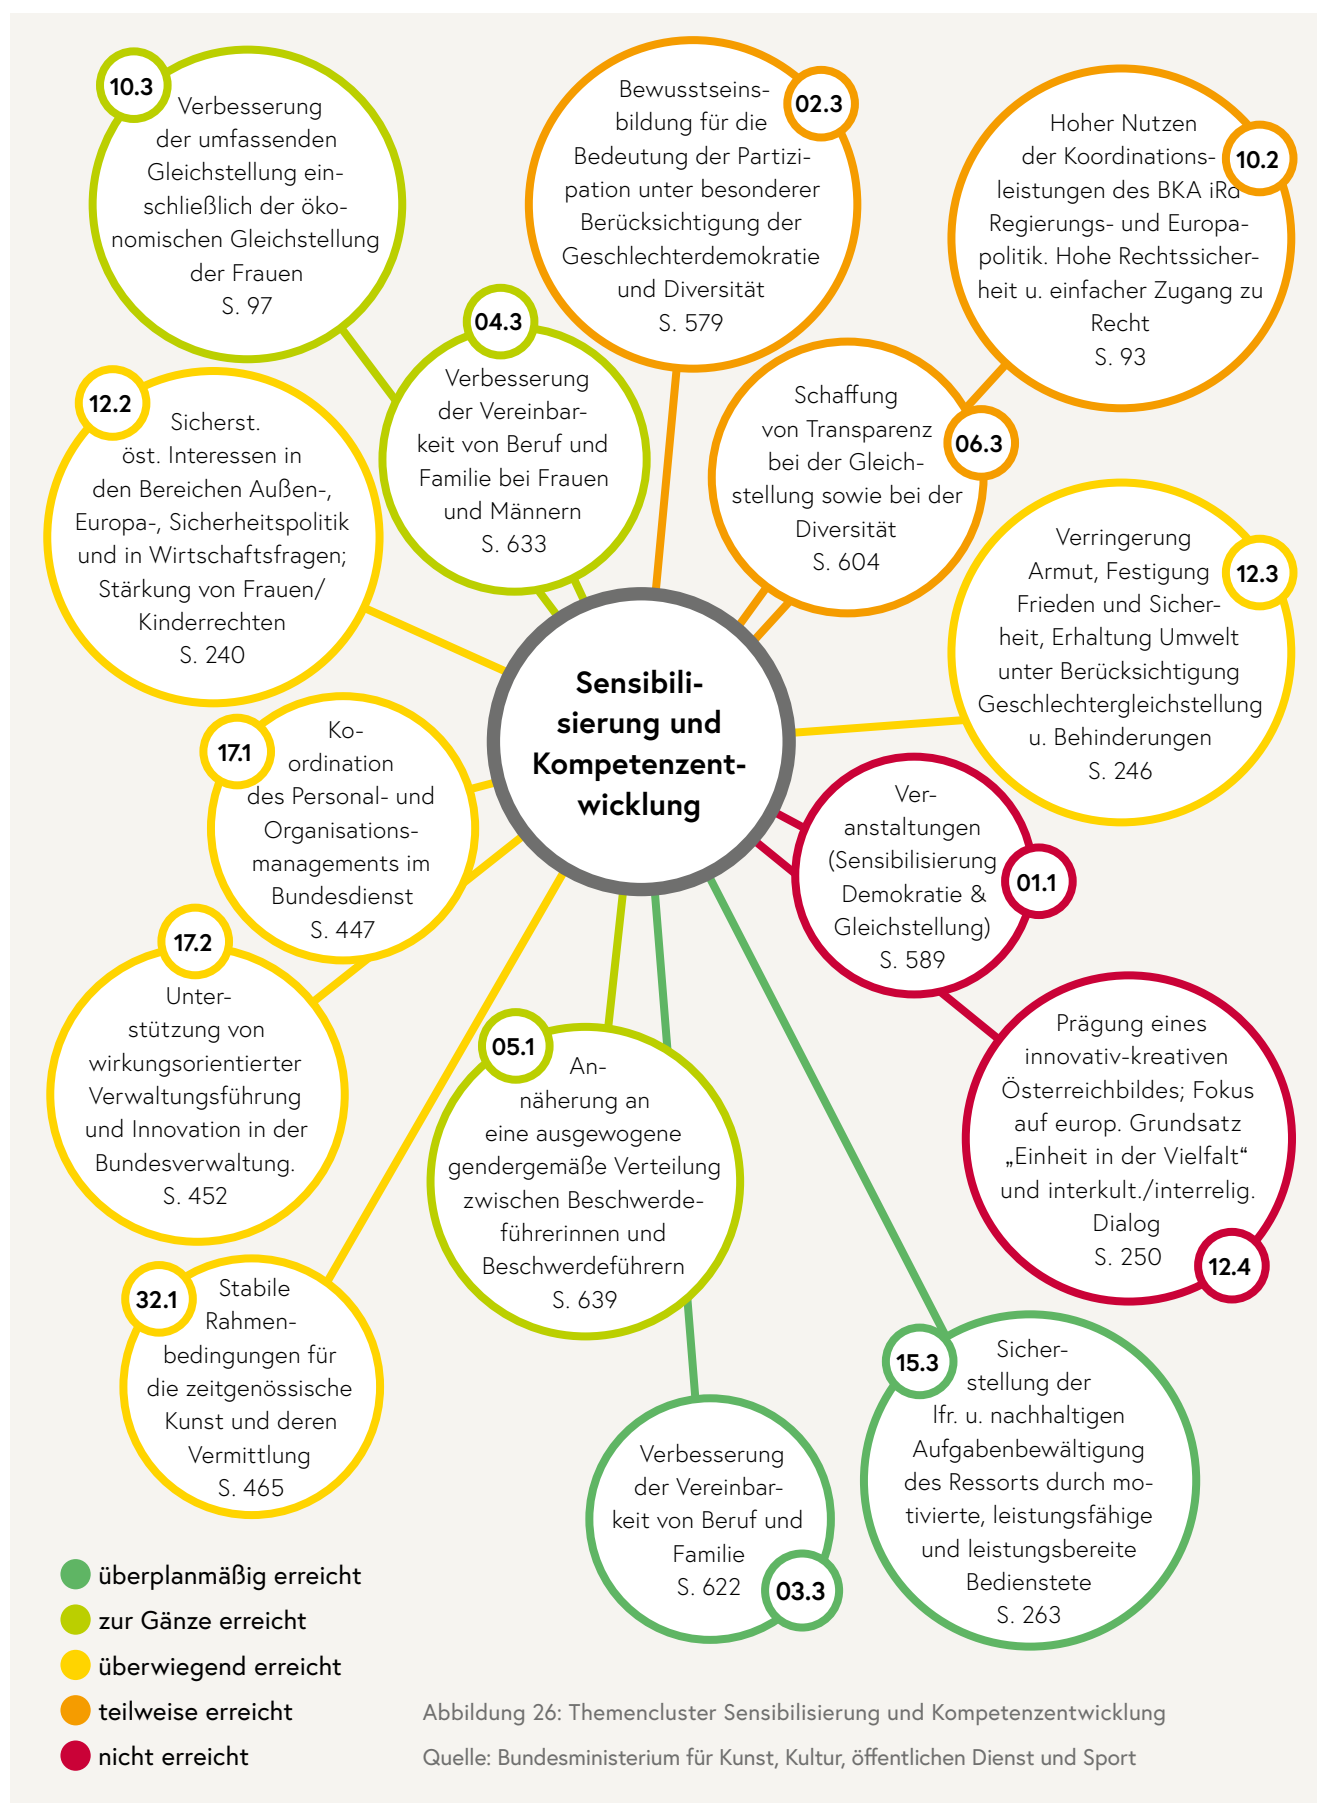 10.3
Verbesserung
der umfassenden
Gleichstellung ein-
schließlich der öko-
nomischen Gleichstellung
der Frauen
S. 97
02.3
Bewusstseins-
bildung für die
Bedeutung der Partizi-
pation unter besonderer
Berücksichtigung der
Geschlechterdemokratie
und Diversität
S. 579
10.2
Hoher Nutzen
der Koordinations-
leistungen des BKA iRd
Regierungs- und Europa-
politik. Hohe Rechtssicher-
heit u. einfacher Zugang zu
Recht
S. 93
04.3
Verbesserung
der Vereinbar-
keit von Beruf und
Familie bei Frauen
und Männern
S. 633
06.3
Schaffung
von Transparenz
bei der Gleich-
stellung sowie bei der
Diversität
S. 604
12.2
Sicherst.
öst. Interessen in
den Bereichen Außen-,
Europa-, Sicherheitspolitik
und in Wirtschaftsfragen;
Stärkung von Frauen/
Kinderrechten
S. 240
12.3
Verringerung
Armut, Festigung
Frieden und Sicher-
heit, Erhaltung Umwelt
unter Berücksichtigung
Geschlechtergleichstellung
u. Behinderungen
S. 246
Sensibili-
sierung und
Kompetenzent-
wicklung
17.1
Ko-
ordination
des Personal- und
Organisations-
managements im
Bundesdienst
S. 447
01.1
Ver-
anstaltungen
(Sensibilisierung
Demokratie &
Gleichstellung)
S. 589
17.2
Unter-
stützung von
wirkungsorientierter
Verwaltungsführung
und Innovation in der
Bundesverwaltung.
S. 452
05.1
An-
näherung an
eine ausgewogene
gendergemäße Verteilung
zwischen Beschwerde-
führerinnen und
Beschwerdeführern
S. 639
Prägung eines
innovativ-kreativen
Österreichbildes; Fokus
auf europ. Grundsatz
„Einheit in der Vielfalt“
und interkult./interrelig.
Dialog
S. 250
12.4
32.1
Stabile
Rahmen-
bedingungen für
die zeitgenössische
Kunst und deren
Vermittlung
S. 465
15.3
Sicher-
stellung der
lfr. u. nachhaltigen
Aufgabenbewältigung
des Ressorts durch mo-
tivierte, leistungsfähige
und leistungsbereite
Bedienstete
S. 263
Verbesserung
der Vereinbar-
keit von Beruf und
Familie
S. 622
03.3
überplanmäßig erreicht
zur Gänze erreicht
überwiegend erreicht
teilweise erreicht
nicht erreicht
Abbildung 26: Themencluster Sensibilisierung und Kompetenzentwicklung
Quelle: Bundesministerium für Kunst, Kultur, öffentlichen Dienst und Sport